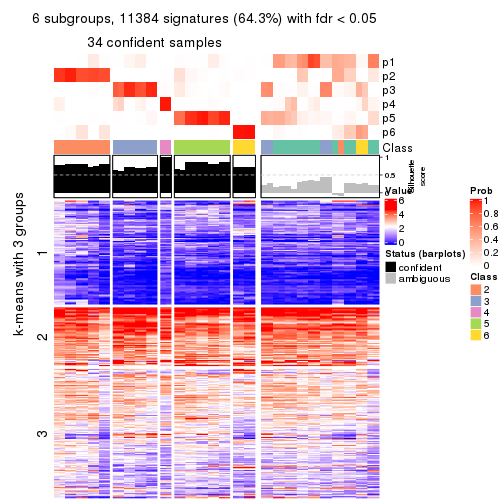 6 subgroups, 11384 signatures (64.3%) with fdr < 0.05
34 confident samples
p1
p2
p3
p4
p5
p6
Class
1
0.5
0
Silhouette
score
k-means with 3 groups
1
2
3
Value
6
4
2
0
Status (barplots)
confident
ambiguous
Prob
1
0.8
0.6
0.4
0.2
0
Class
2
3
4
5
6